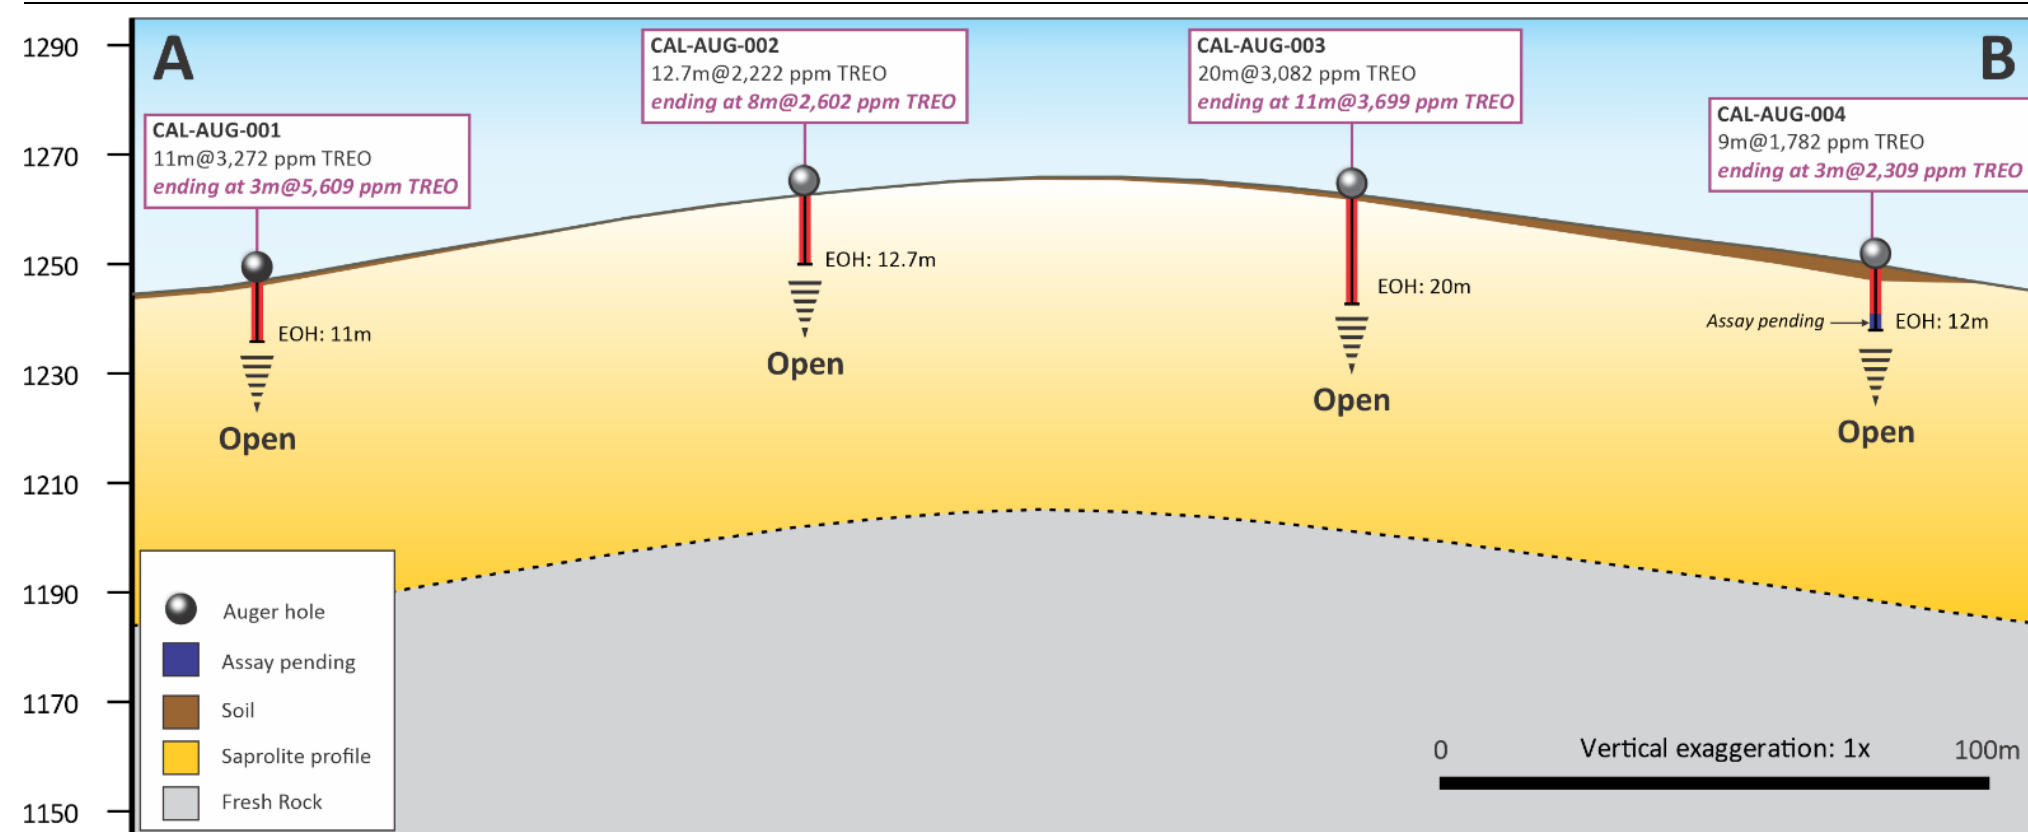 1290
1270
1250
1230
1210
1190
1170
1150
A
B
CAL-AUG-001
11m@3,272 ppm TREO
ending at 3m@5,609 ppm TREO
CAL-AUG-002
12.7m@2,222 ppm TREO
ending at 8m@2,602 ppm TREO
CAL-AUG-003
20m@3,082 ppm TREO
ending at 11m@3,699 ppm TREO
CAL-AUG-004
9m@1,782 ppm TREO
ending at 3m@2,309 ppm TREO
EOH: 11m
Open
EOH: 12.7m
Open
EOH: 20m
Open
Assay pending
EOH: 12m
Open
Auger hole
Assay pending
Soil
Saprolite profile
Fresh Rock
0
Vertical exaggeration: 1x
100m